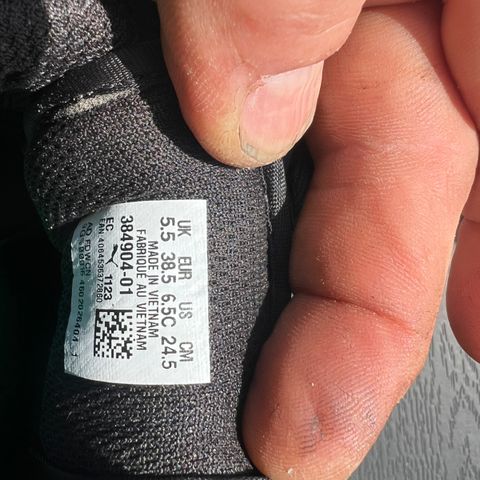 UK EUR US CM
5.5 38.5 6.5C 24.5
MADE IN VIETNAM
FABRIQUÉ AU VIETNAM
384904-01
EC 1123